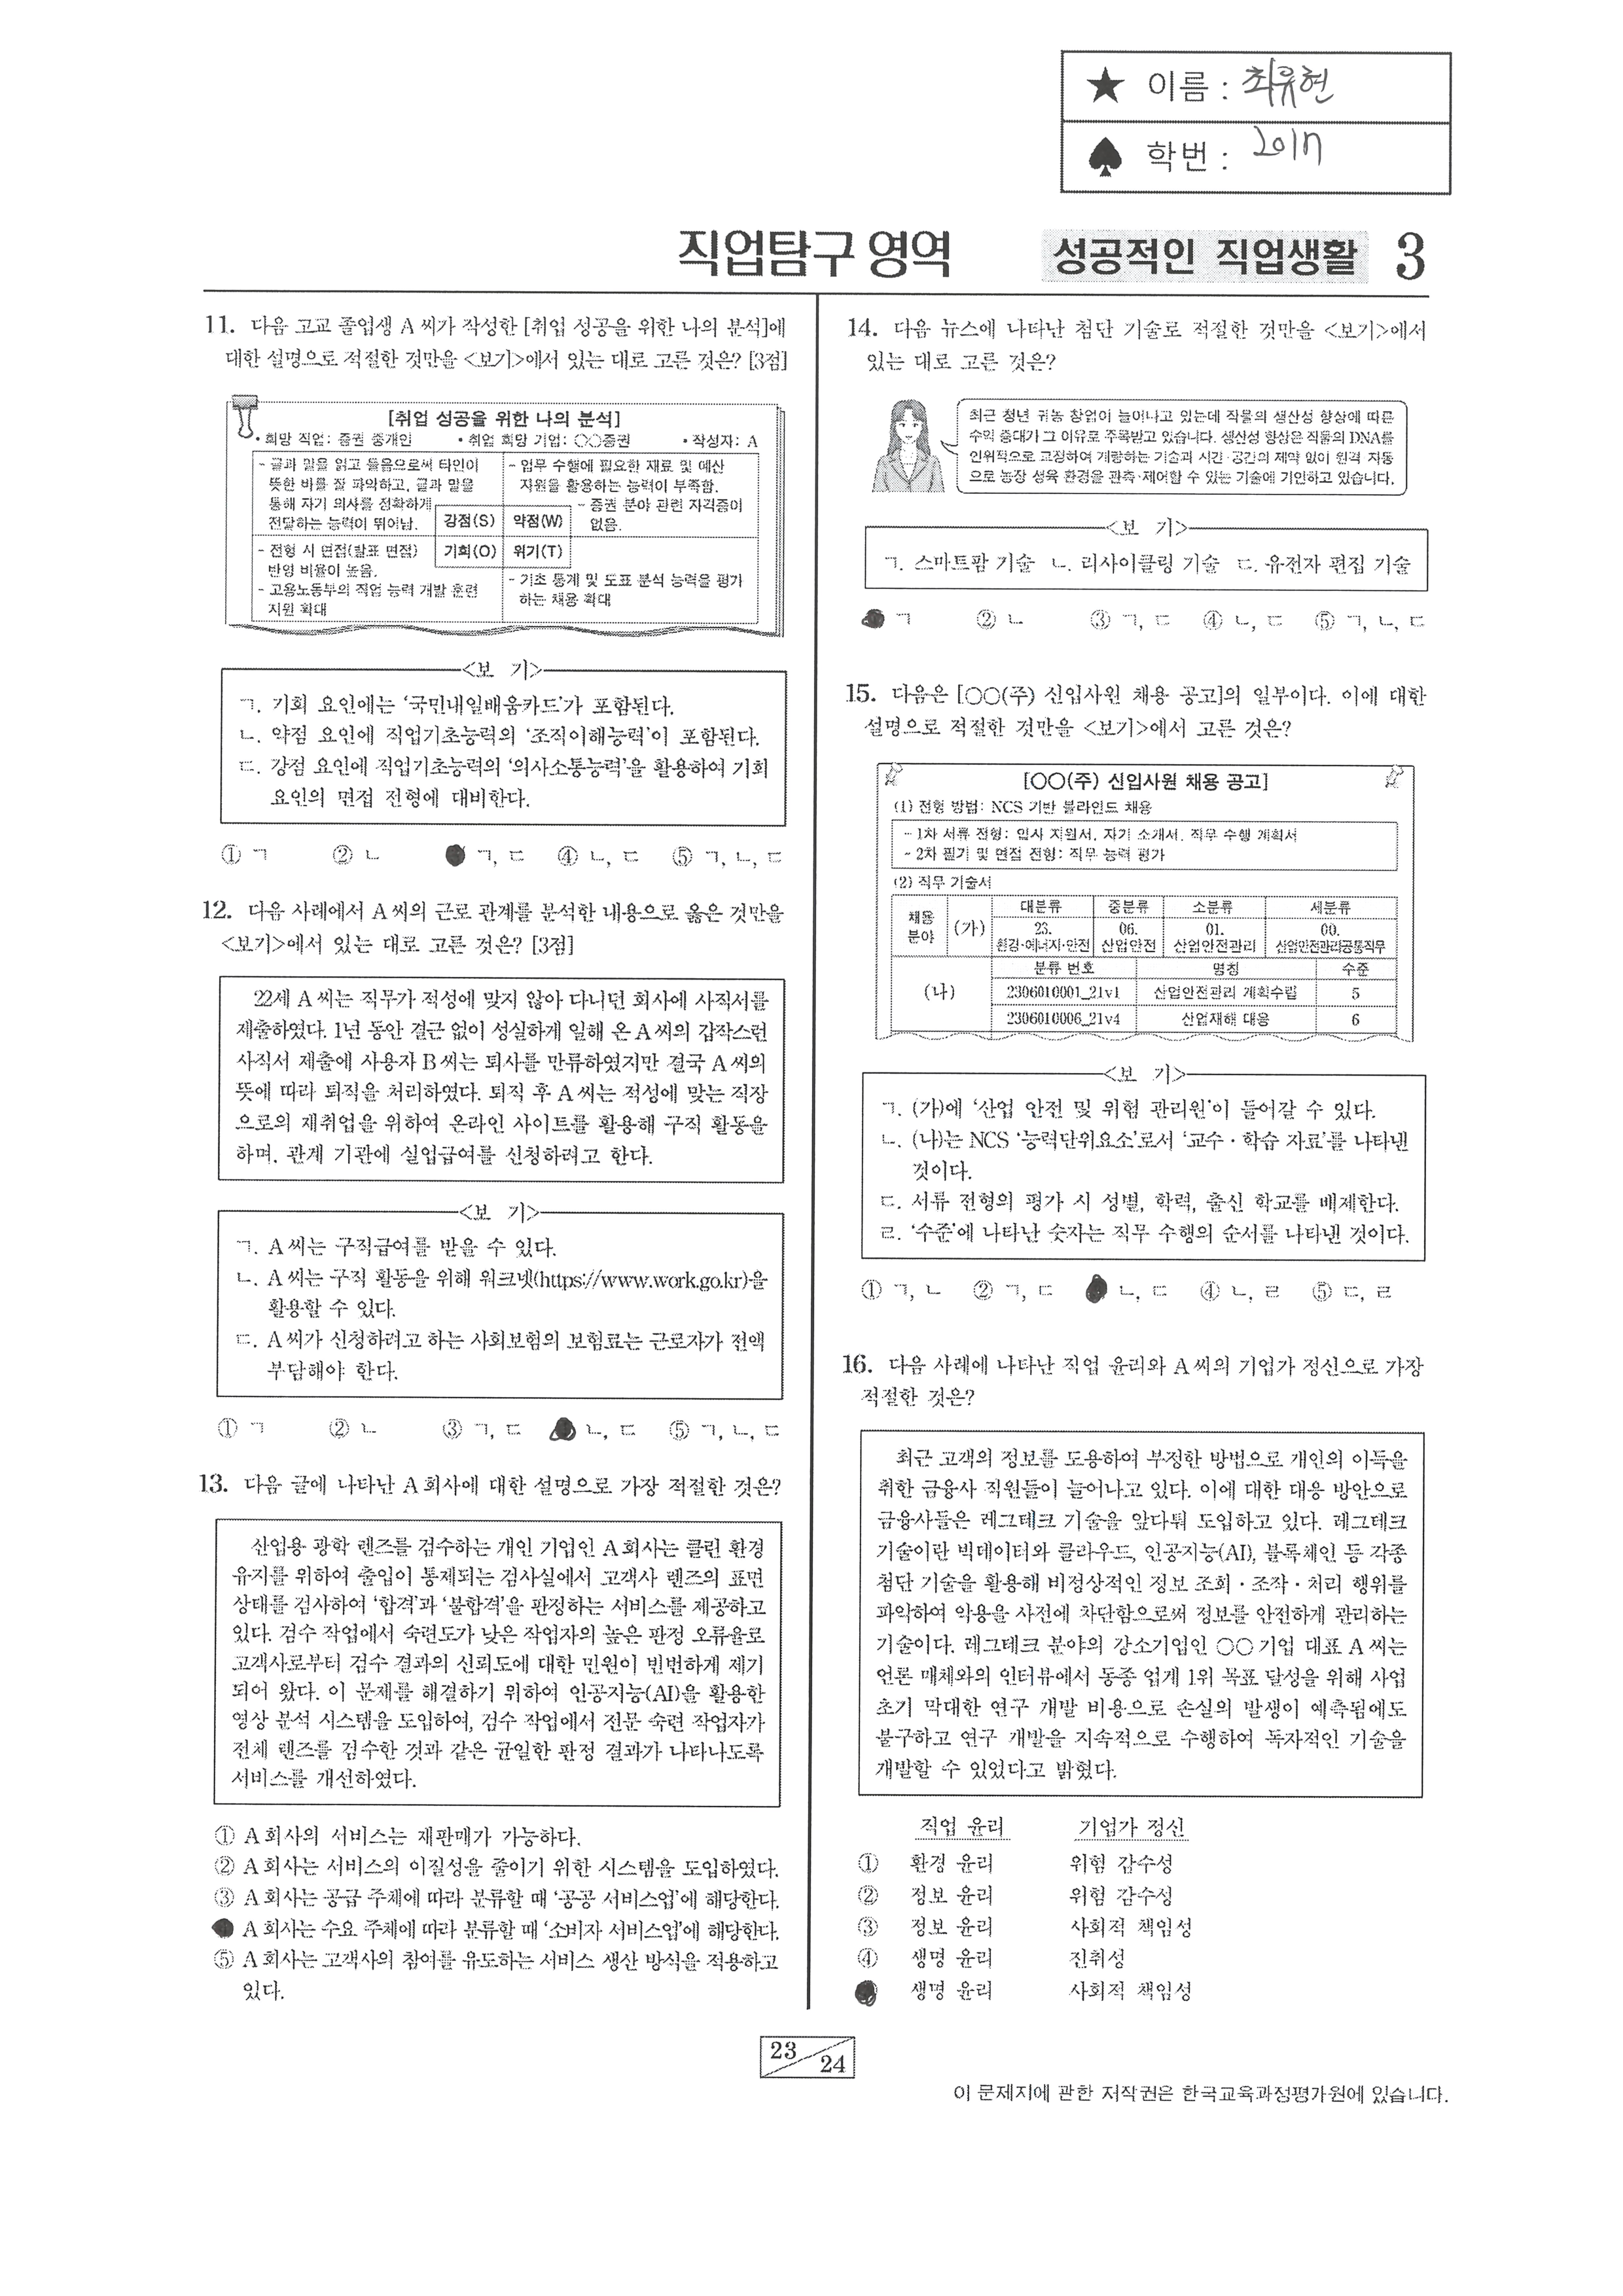 ★ 이름 : 최유현
♠ 학번 : 20117
직업탐구 영역 성공적인 직업생활 3
11. 다음 고교 졸업생 A 씨가 작성한 [취업 성공을 위한 나의 분석]에
대한 설명으로 적절한 것만을 <보기>에서 있는 대로 고른 것은? [3점]
[취업 성공을 위한 나의 분석]
• 희망 직업: 증권 중개인 • 취업 희망 기업: ○○증권 • 작성자: A
- 글과 말을 읽고 들음으로써 타인이
뜻한 바를 잘 파악하고, 글과 말을
통해 자기 의사를 정확하게
전달하는 능력이 뛰어남.
- 업무 수행에 필요한 재료 및 예산
자원을 활용하는 능력이 부족함.
- 증권 분야 관련 자격증이
없음.
강점(S) 약점(W)
기회(O) 위기(T)
- 전형 시 면접(발표 면접)
반영 비율이 높음.
- 고용노동부의 직업 능력 개발 훈련
지원 확대
- 기초 통계 및 도표 분석 능력을 평가
하는 채용 확대
<보 기>
ㄱ. 기회 요인에는 ‘국민내일배움카드’가 포함된다.
ㄴ. 약점 요인에 직업기초능력의 ‘조직이해능력’이 포함된다.
ㄷ. 강점 요인에 직업기초능력의 ‘의사소통능력’을 활용하여 기회
요인의 면접 전형에 대비한다.
① ㄱ ② ㄴ ㄱ, ㄷ ④ ㄴ, ㄷ ⑤ ㄱ, ㄴ, ㄷ
12. 다음 사례에서 A 씨의 근로 관계를 분석한 내용으로 옳은 것만을
<보기>에서 있는 대로 고른 것은? [3점]
22세 A 씨는 직무가 적성에 맞지 않아 다니던 회사에 사직서를
제출하였다. 1년 동안 결근 없이 성실하게 일해 온 A 씨의 갑작스런
사직서 제출에 사용자 B 씨는 퇴사를 만류하였지만 결국 A 씨의
뜻에 따라 퇴직을 처리하였다. 퇴직 후 A 씨는 적성에 맞는 직장
으로의 재취업을 위하여 온라인 사이트를 활용해 구직 활동을
하며, 관계 기관에 실업급여를 신청하려고 한다.
<보 기>
ㄱ. A 씨는 구직급여를 받을 수 있다.
ㄴ. A 씨는 구직 활동을 위해 워크넷(https://www.work.go.kr)을
활용할 수 있다.
ㄷ. A 씨가 신청하려고 하는 사회보험의 보험료는 근로자가 전액
부담해야 한다.
① ㄱ ② ㄴ ③ ㄱ, ㄷ ㄴ, ㄷ ⑤ ㄱ, ㄴ, ㄷ
13. 다음 글에 나타난 A 회사에 대한 설명으로 가장 적절한 것은?
산업용 광학 렌즈를 검수하는 개인 기업인 A 회사는 클린 환경
유지를 위하여 출입이 통제되는 검사실에서 고객사 렌즈의 표면
상태를 검사하여 ‘합격’과 ‘불합격’을 판정하는 서비스를 제공하고
있다. 검수 작업에서 숙련도가 낮은 작업자의 높은 판정 오류율로
고객사로부터 검수 결과의 신뢰도에 대한 민원이 빈번하게 제기
되어 왔다. 이 문제를 해결하기 위하여 인공지능(AI)을 활용한
영상 분석 시스템을 도입하여, 검수 작업에서 전문 숙련 작업자가
전체 렌즈를 검수한 것과 같은 균일한 판정 결과가 나타나도록
서비스를 개선하였다.
① A 회사의 서비스는 재판매가 가능하다.
② A 회사는 서비스의 이질성을 줄이기 위한 시스템을 도입하였다.
③ A 회사는 공급 주체에 따라 분류할 때 ‘공공 서비스업’에 해당한다.
A 회사는 수요 주체에 따라 분류할 때 ‘소비자 서비스업’에 해당한다.
⑤ A 회사는 고객사의 참여를 유도하는 서비스 생산 방식을 적용하고
있다.
14. 다음 뉴스에 나타난 첨단 기술로 적절한 것만을 <보기>에서
있는 대로 고른 것은?
최근 청년 귀농 창업이 늘어나고 있는데 작물의 생산성 향상에 따른
수익 증대가 그 이유로 주목받고 있습니다. 생산성 향상은 작물의 DNA를
인위적으로 교정하여 개량하는 기술과 시간·공간의 제약 없이 원격 자동
으로 농장 생육 환경을 관측·제어할 수 있는 기술에 기인하고 있습니다.
<보 기>
ㄱ. 스마트팜 기술 ㄴ. 리사이클링 기술 ㄷ. 유전자 편집 기술
ㄱ ② ㄴ ③ ㄱ, ㄷ ④ ㄴ, ㄷ ⑤ ㄱ, ㄴ, ㄷ
15. 다음은 [○○(주) 신입사원 채용 공고]의 일부이다. 이에 대한
설명으로 적절한 것만을 <보기>에서 고른 것은?
[○○(주) 신입사원 채용 공고]
(1) 전형 방법: NCS 기반 블라인드 채용
- 1차 서류 전형: 입사 지원서, 자기 소개서, 직무 수행 계획서
- 2차 필기 및 면접 전형: 직무 능력 평가
(2) 직무 기술서
채용 분야 (가) 대분류 중분류 소분류 세분류
23. 06. 01. 00.
환경·에너지·안전 산업안전 산업안전관리 산업안전관리공통직무
(나) 분류 번호 명칭 수준
2306010001_21v1 산업안전관리 계획수립 5
2306010006_21v4 산업재해 대응 6
<보 기>
ㄱ. (가)에 ‘산업 안전 및 위험 관리원’이 들어갈 수 있다.
ㄴ. (나)는 NCS ‘능력단위요소’로서 ‘교수·학습 자료’를 나타낸
것이다.
ㄷ. 서류 전형의 평가 시 성별, 학력, 출신 학교를 배제한다.
ㄹ. ‘수준’에 나타난 숫자는 직무 수행의 순서를 나타낸 것이다.
① ㄱ, ㄴ ② ㄱ, ㄷ ㄴ, ㄷ ④ ㄴ, ㄹ ⑤ ㄷ, ㄹ
16. 다음 사례에 나타난 직업 윤리와 A 씨의 기업가 정신으로 가장
적절한 것은?
최근 고객의 정보를 도용하여 부정한 방법으로 개인의 이득을
취한 금융사 직원들이 늘어나고 있다. 이에 대한 대응 방안으로
금융사들은 레그테크 기술을 앞다퉈 도입하고 있다. 레그테크
기술이란 빅데이터와 클라우드, 인공지능(AI), 블록체인 등 각종
첨단 기술을 활용해 비정상적인 정보 조회·조작·처리 행위를
파악하여 악용을 사전에 차단함으로써 정보를 안전하게 관리하는
기술이다. 레그테크 분야의 강소기업인 ○○ 기업 대표 A 씨는
언론 매체와의 인터뷰에서 동종 업계 1위 목표 달성을 위해 사업
초기 막대한 연구 개발 비용으로 손실의 발생이 예측됨에도
불구하고 연구 개발을 지속적으로 수행하여 독자적인 기술을
개발할 수 있었다고 밝혔다.
직업 윤리 기업가 정신
① 환경 윤리 위험 감수성
② 정보 윤리 위험 감수성
③ 정보 윤리 사회적 책임성
④ 생명 윤리 진취성
생명 윤리 사회적 책임성
23 24
이 문제지에 관한 저작권은 한국교육과정평가원에 있습니다.